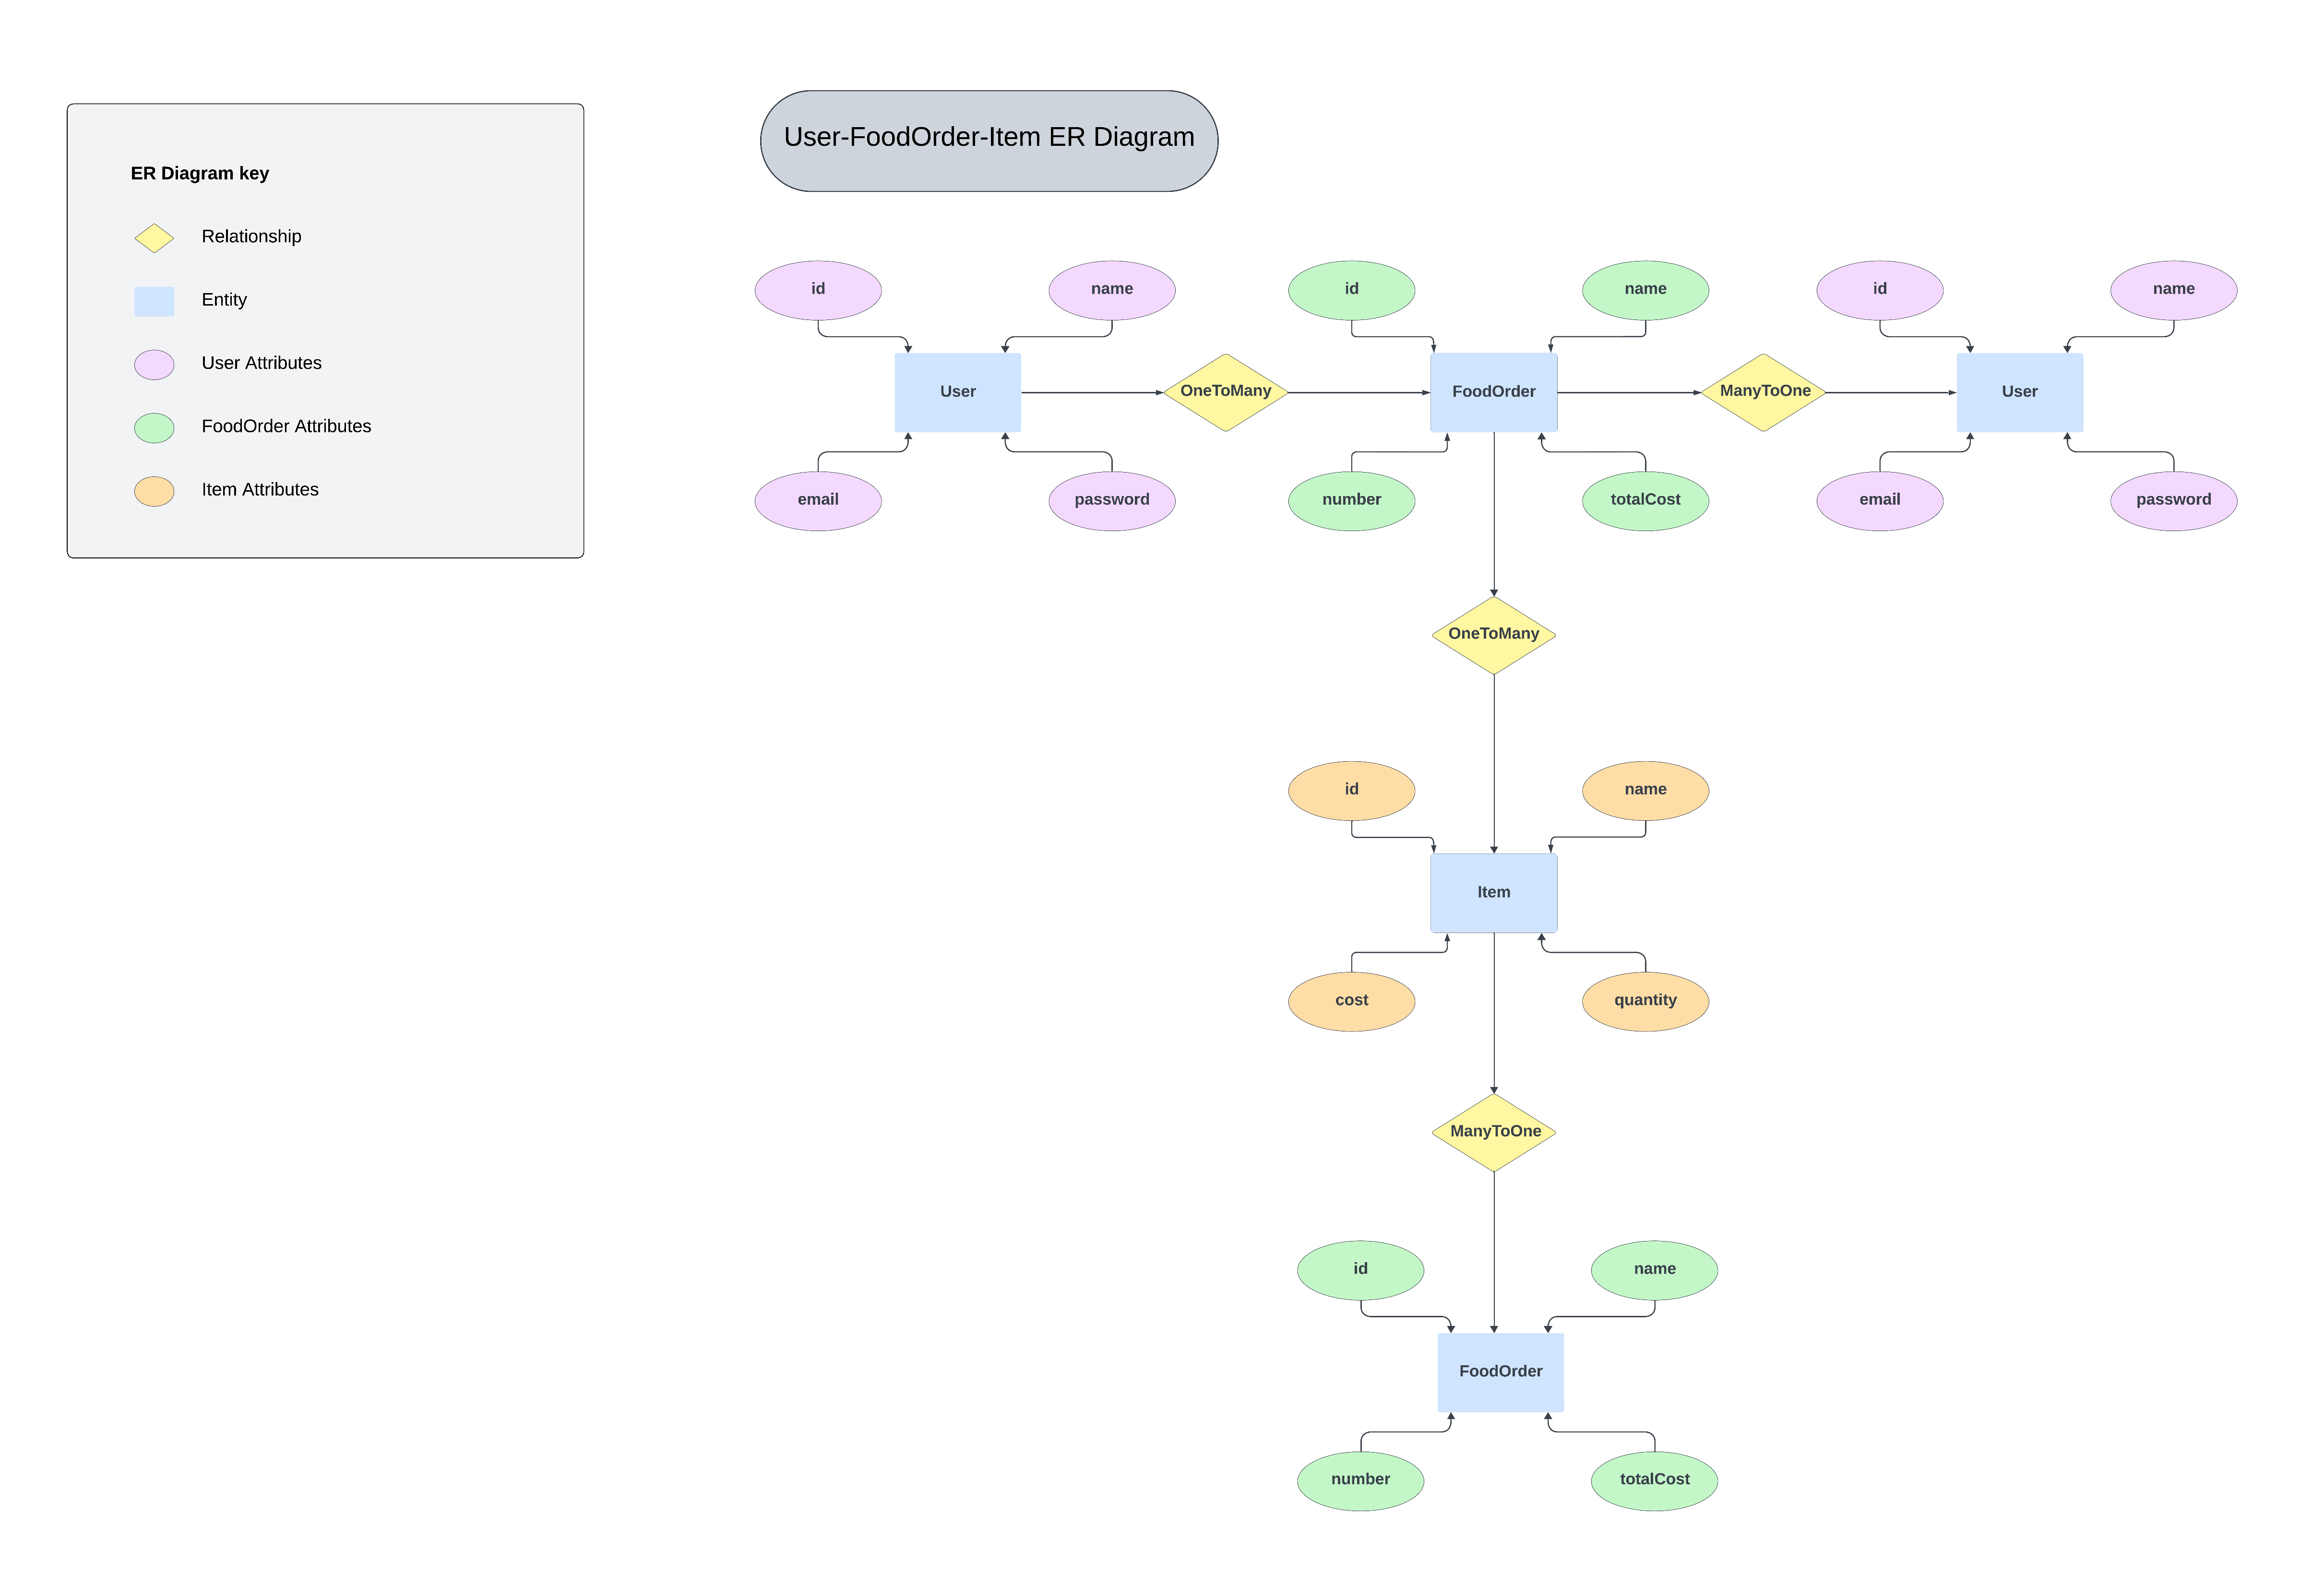 User-FoodOrder-Item ER Diagram
ER Diagram key
Relationship
Entity
User Attributes
FoodOrder Attributes
Item Attributes
id
name
id
name
id
name
User
OneToMany
FoodOrder
ManyToOne
User
email
password
number
totalCost
email
password
OneToMany
id
name
Item
cost
quantity
ManyToOne
id
name
FoodOrder
number
totalCost